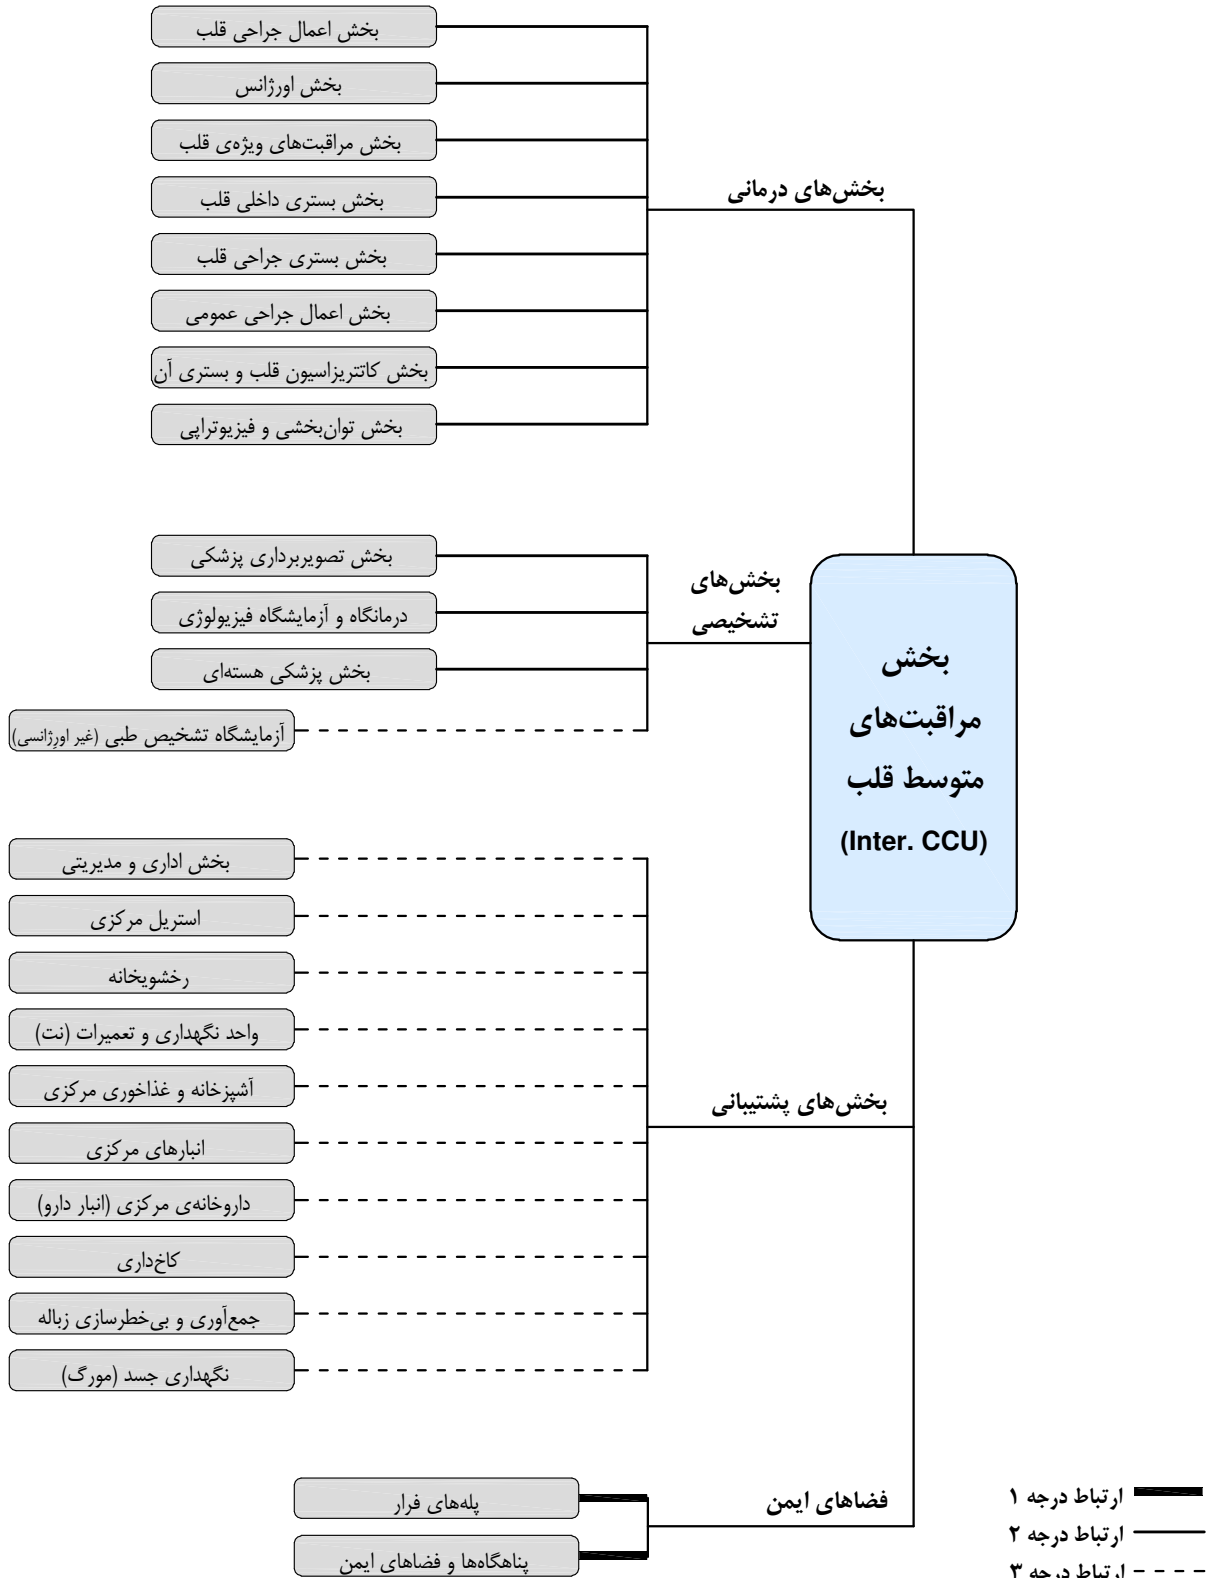 بخش اعمال جراحی قلب
بخش اورژانس
بخش مراقبت‌های ویژه‌ی قلب
بخش بستری داخلی قلب
بخش بستری جراحی قلب
بخش اعمال جراحی عمومی
بخش کاتتریزاسیون قلب و بستری آن
بخش توان‌بخشی و فیزیوتراپی
بخش‌های درمانی
بخش تصویربرداری پزشکی
درمانگاه و آزمایشگاه فیزیولوژی
بخش پزشکی هسته‌ای
آزمایشگاه تشخیص طبی (غیر اورژانسی)
بخش‌های
تشخیصی
بخش
مراقبت‌های
متوسط قلب
(Inter. CCU)
بخش اداری و مدیریتی
استریل مرکزی
رخشویخانه
واحد نگهداری و تعمیرات (نت)
آشپزخانه و غذاخوری مرکزی
انبارهای مرکزی
داروخانه‌ی مرکزی (انبار دارو)
کاخ‌داری
جمع‌آوری و بی‌خطرسازی زباله
نگهداری جسد (مورگ)
بخش‌های پشتیبانی
پله‌های فرار
پناهگاه‌ها و فضاهای ایمن
فضاهای ایمن
ارتباط درجه ۱
ارتباط درجه ۲
ارتباط درجه ۳